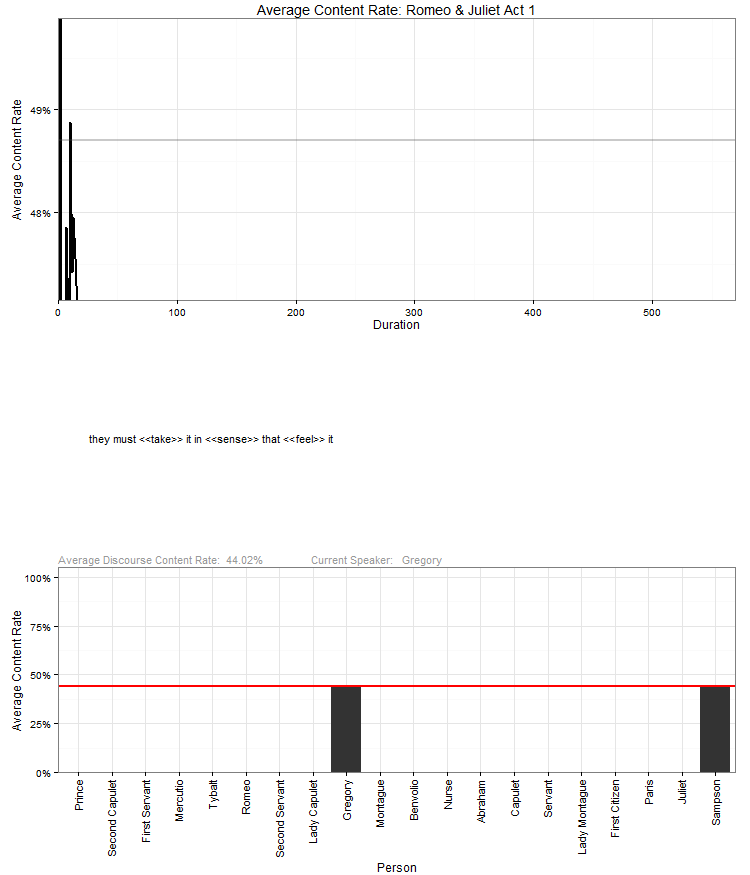 Average Content Rate: Romeo & Juliet Act 1
Average Content Rate
49%
48%
0 100 200 300 400 500
Duration
they must <<take>> it in <<sense>> that <<feel>> it
Average Discourse Content Rate: 44.02% Current Speaker: Gregory
Average Content Rate
100%
75%
50%
25%
0%
Prince
Second Capulet
First Servant
Mercutio
Tybalt
Romeo
Second Servant
Lady Capulet
Gregory
Montague
Benvolio
Nurse
Abraham
Capulet
Servant
Lady Montague
First Citizen
Paris
Juliet
Sampson
Person